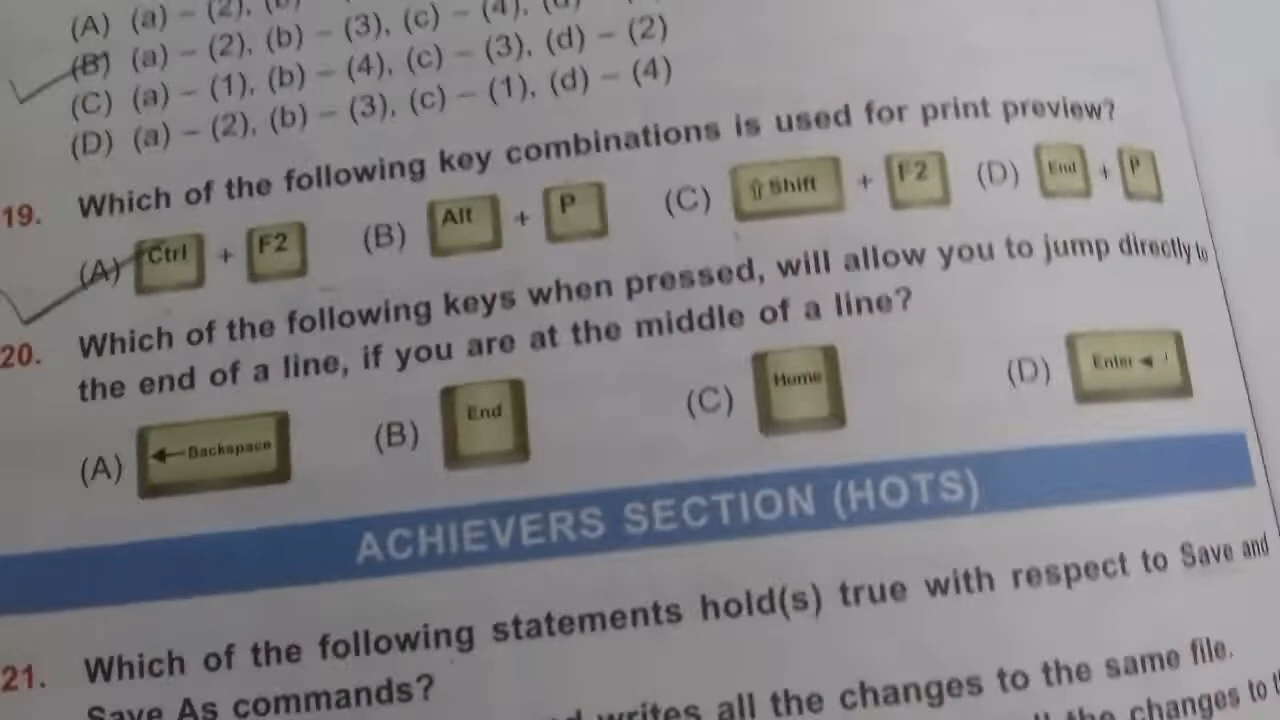 (A) (a) – (2),
(B) (a) – (2), (b) – (3), (c) – (4),
(C) (a) – (1), (b) – (4), (c) – (3), (d) – (2)
(D) (a) – (2), (b) – (3), (c) – (1), (d) – (4)
19. Which of the following key combinations is used for print preview?
(A) Ctrl + F2 (B) Alt + P (C) ⇧ Shift + F2 (D) End + P
20. Which of the following keys when pressed, will allow you to jump directly to
the end of a line, if you are at the middle of a line?
(A) ← Backspace (B) End (C) Home (D) Enter
ACHIEVERS SECTION (HOTS)
21. Which of the following statements hold(s) true with respect to Save and
Save As commands?
writes all the changes to the same file.
the changes to